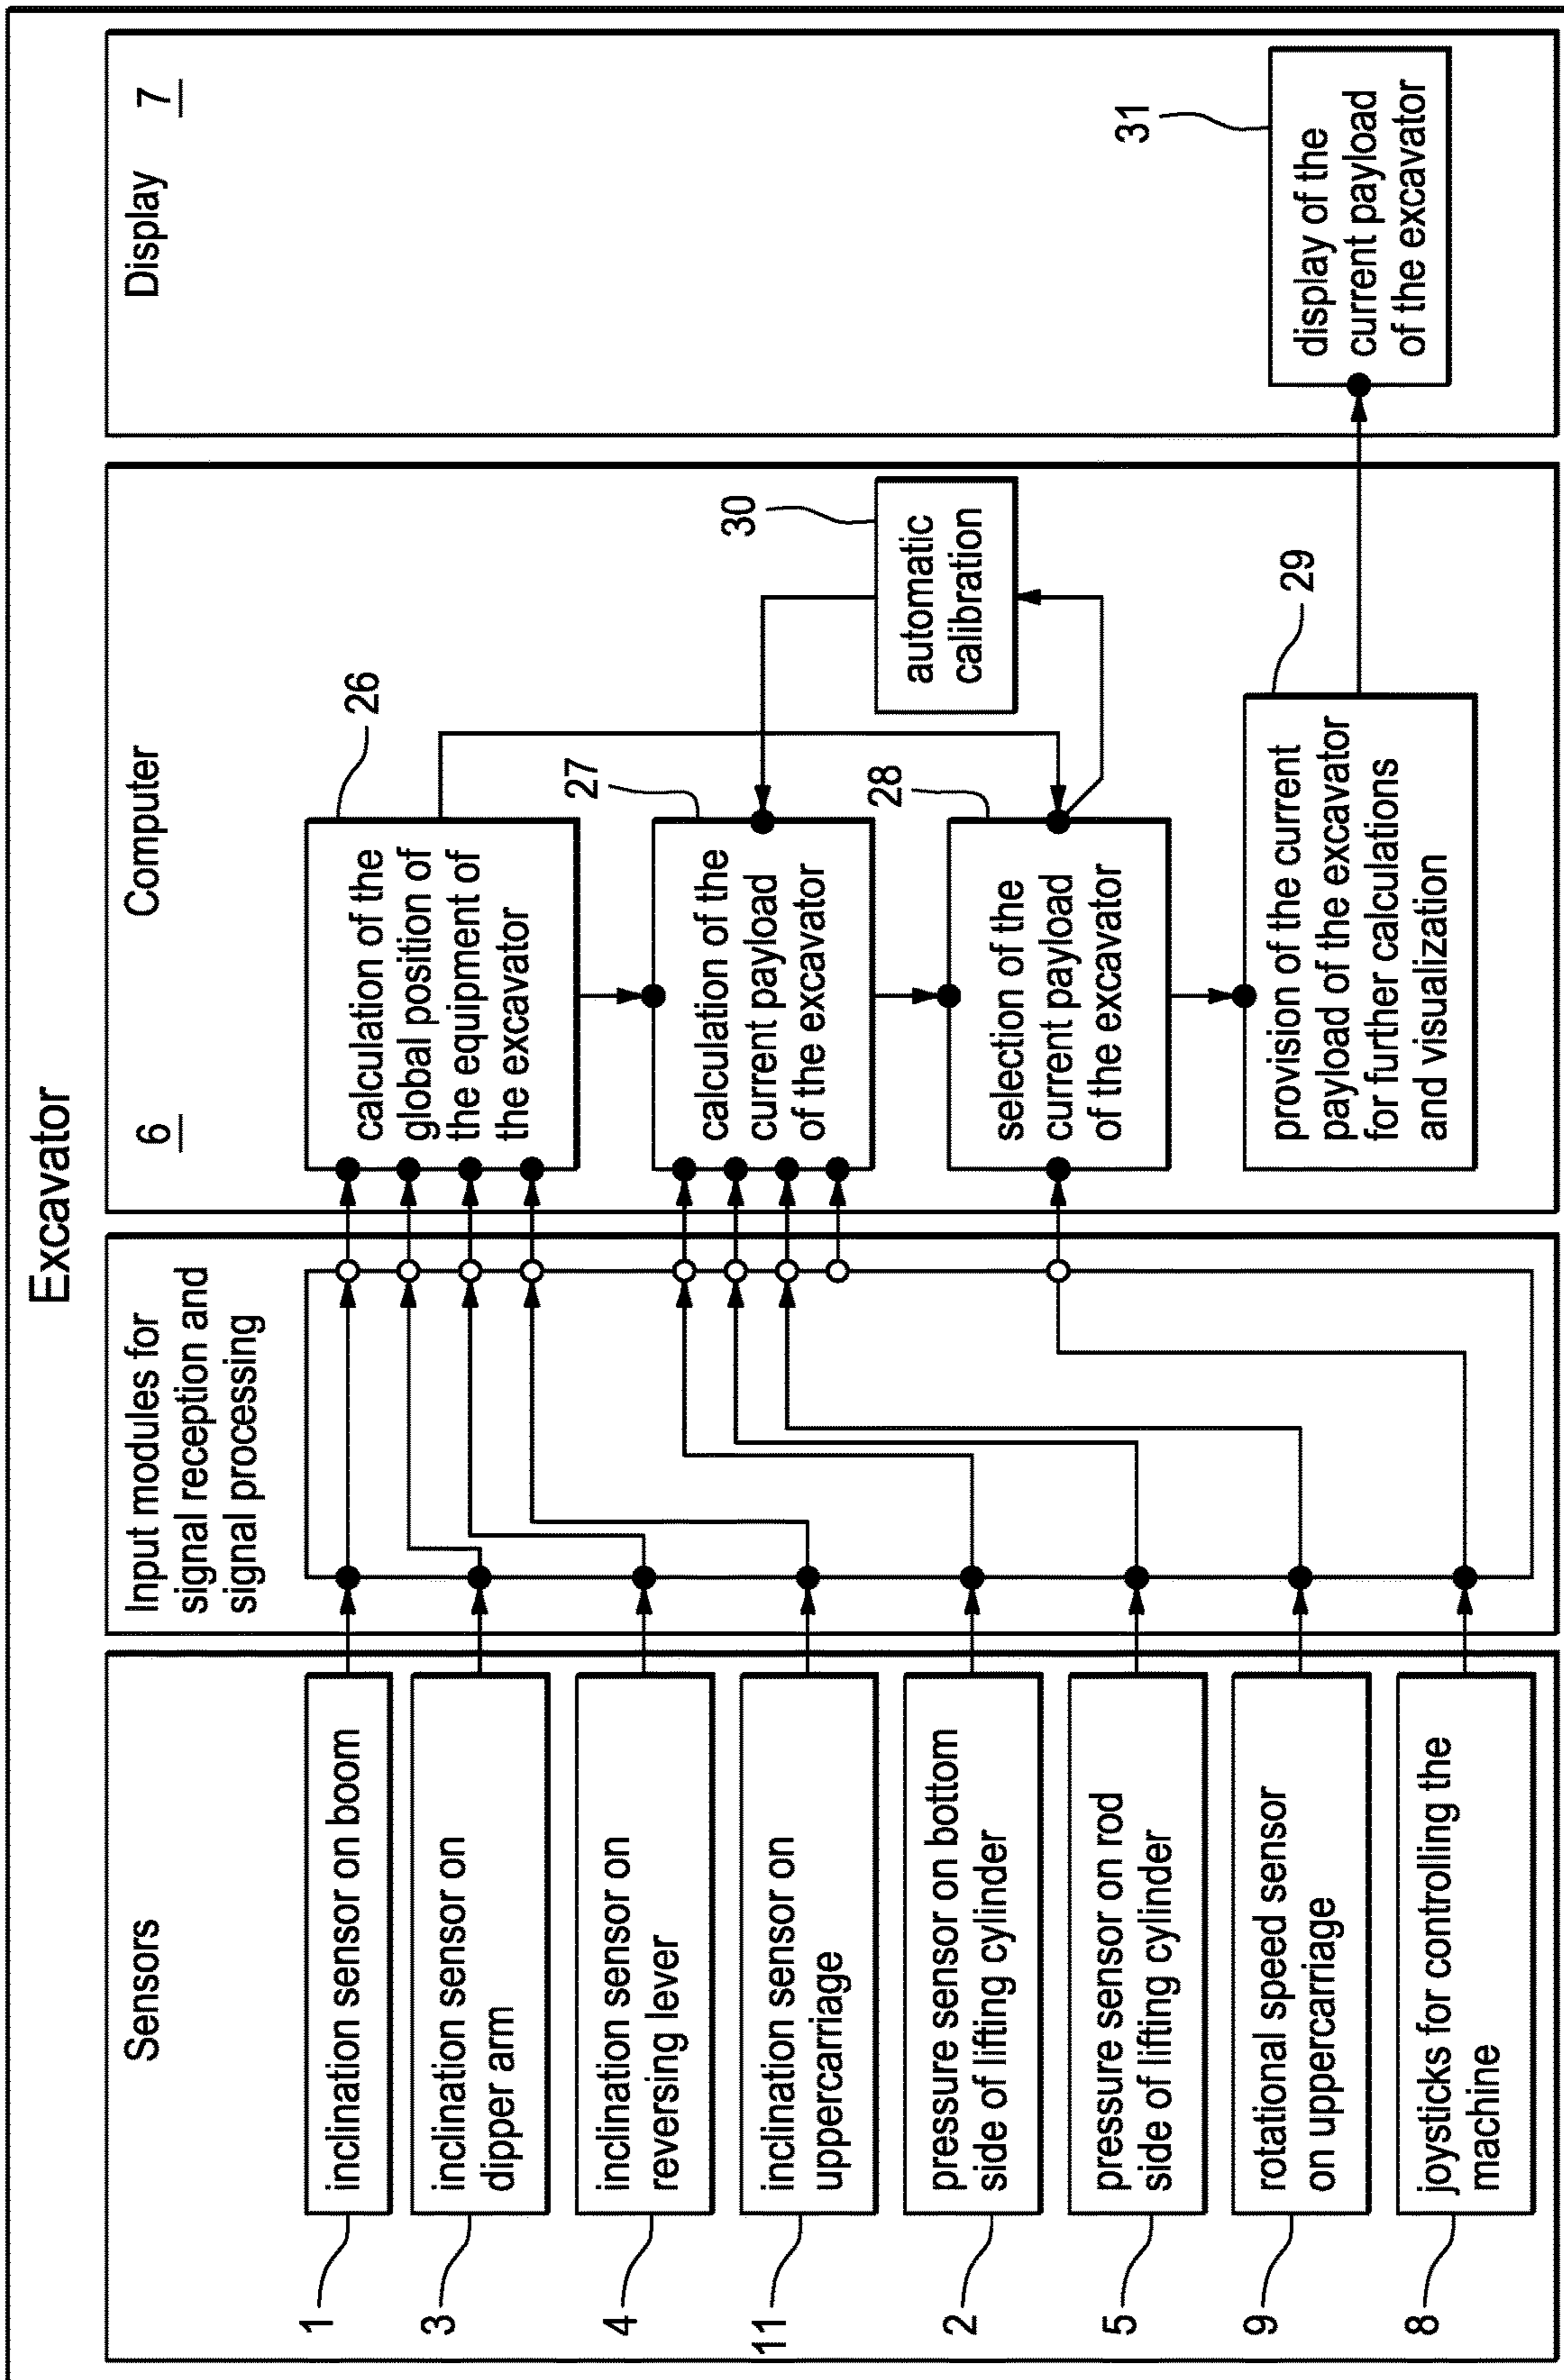 Excavator
Sensors
inclination sensor on boom
1
inclination sensor on
dipper arm
3
inclination sensor on
reversing lever
4
inclination sensor on
uppercarriage
11
pressure sensor on bottom
side of lifting cylinder
2
pressure sensor on rod
side of lifting cylinder
5
rotational speed sensor
on uppercarriage
9
joysticks for controlling the
machine
8
Input modules for
signal reception and
signal processing
6
Computer
calculation of the
global position of
the equipment of
the excavator
26
calculation of the
current payload
of the excavator
27
selection of the
current payload
of the excavator
28
provision of the current
payload of the excavator
for further calculations
and visualization
29
automatic
calibration
30
Display
7
display of the
current payload
of the excavator
31